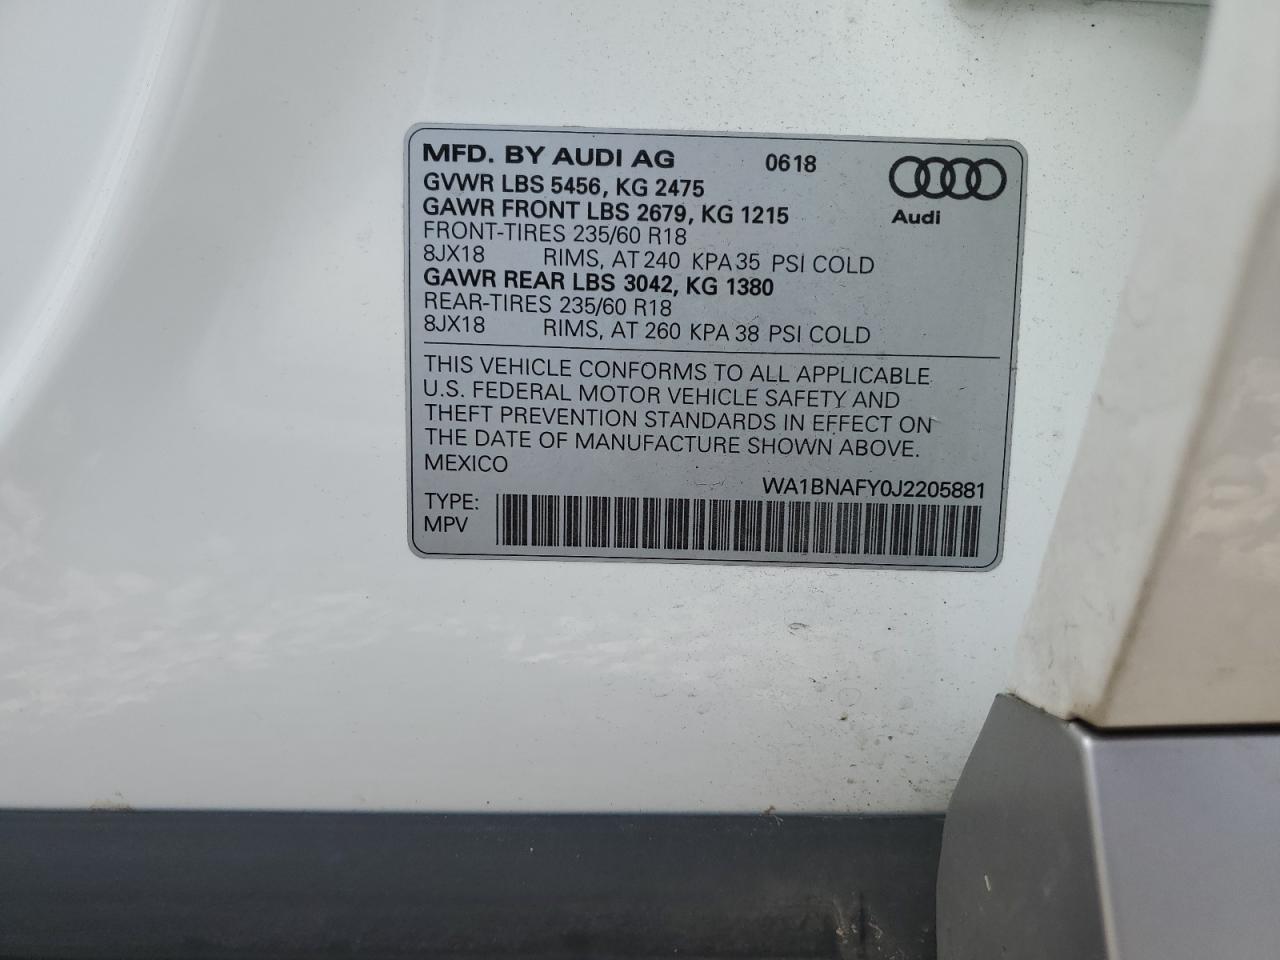 MFD. BY AUDI AG 0618
GVWR LBS 5456, KG 2475
GAWR FRONT LBS 2679, KG 1215
Audi
FRONT-TIRES 235/60 R18
8JX18 RIMS, AT 240 KPA 35 PSI COLD
GAWR REAR LBS 3042, KG 1380
REAR-TIRES 235/60 R18
8JX18 RIMS, AT 260 KPA 38 PSI COLD
THIS VEHICLE CONFORMS TO ALL APPLICABLE
U.S. FEDERAL MOTOR VEHICLE SAFETY AND
THEFT PREVENTION STANDARDS IN EFFECT ON
THE DATE OF MANUFACTURE SHOWN ABOVE.
MEXICO
WA1BNAFY0J2205881
TYPE:
MPV